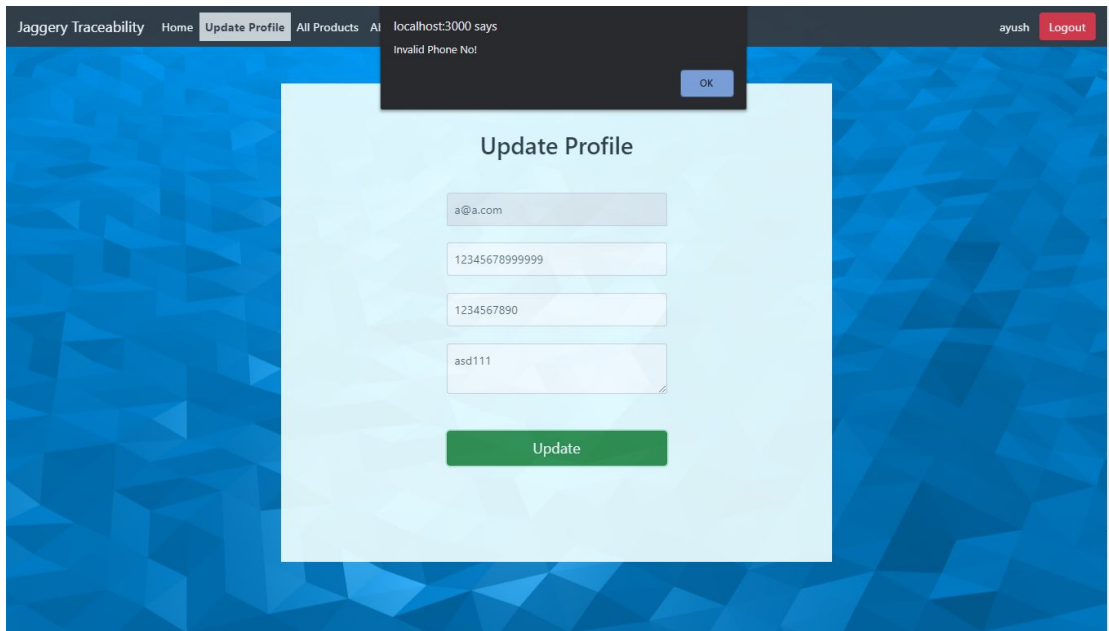 Jaggery Traceability Home Update Profile All Products Al ayush Logout
localhost:3000 says
Invalid Phone No!
OK
Update Profile
a@a.com
12345678999999
1234567890
asd111
Update